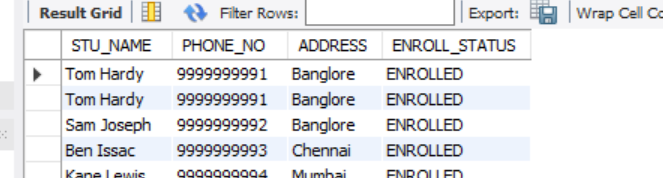 Result Grid Filter Rows: Export: Wrap Cell Co
STU_NAME PHONE_NO ADDRESS ENROLL_STATUS
Tom Hardy 9999999991 Banglore ENROLLED
Tom Hardy 9999999991 Banglore ENROLLED
Sam Joseph 9999999992 Banglore ENROLLED
Ben Issac 9999999993 Chennai ENROLLED
Kane Lewis 9999999994 Mumbai ENROLLED